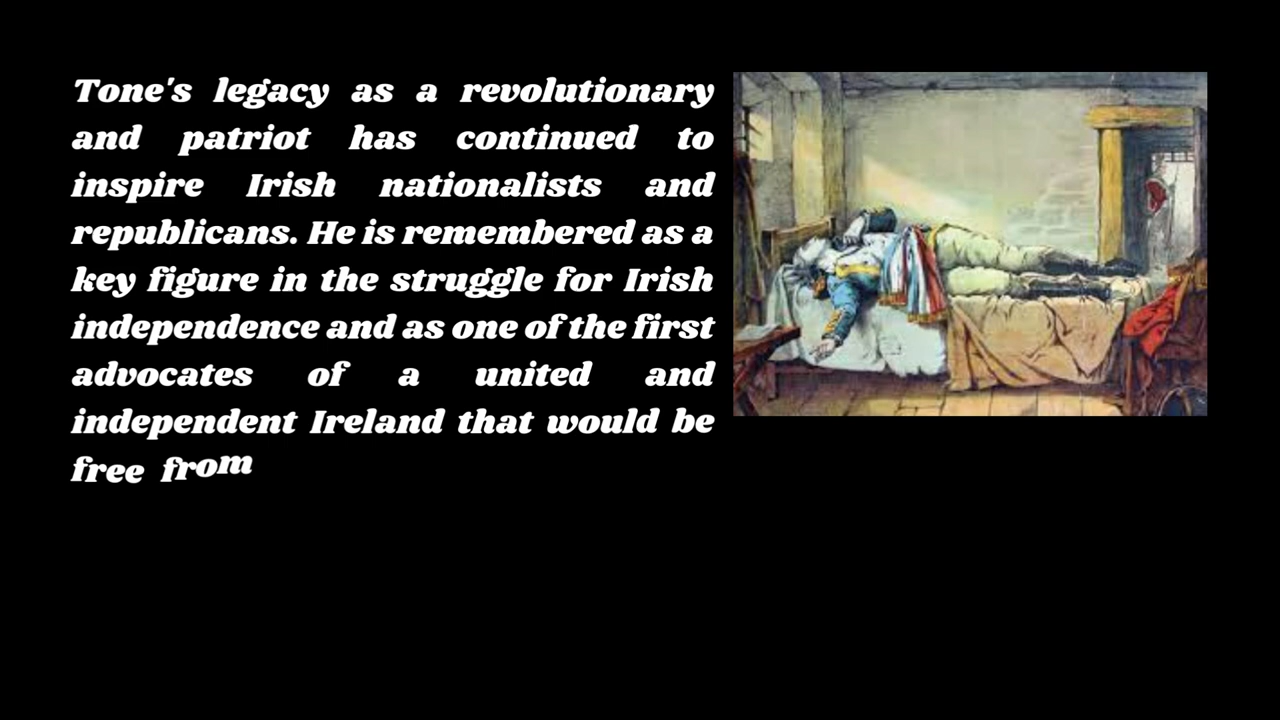 Tone's legacy as a revolutionary
and patriot has continued to
inspire Irish nationalists and
republicans. He is remembered as a
key figure in the struggle for Irish
independence and as one of the first
advocates of a united and
independent Ireland that would be
free from